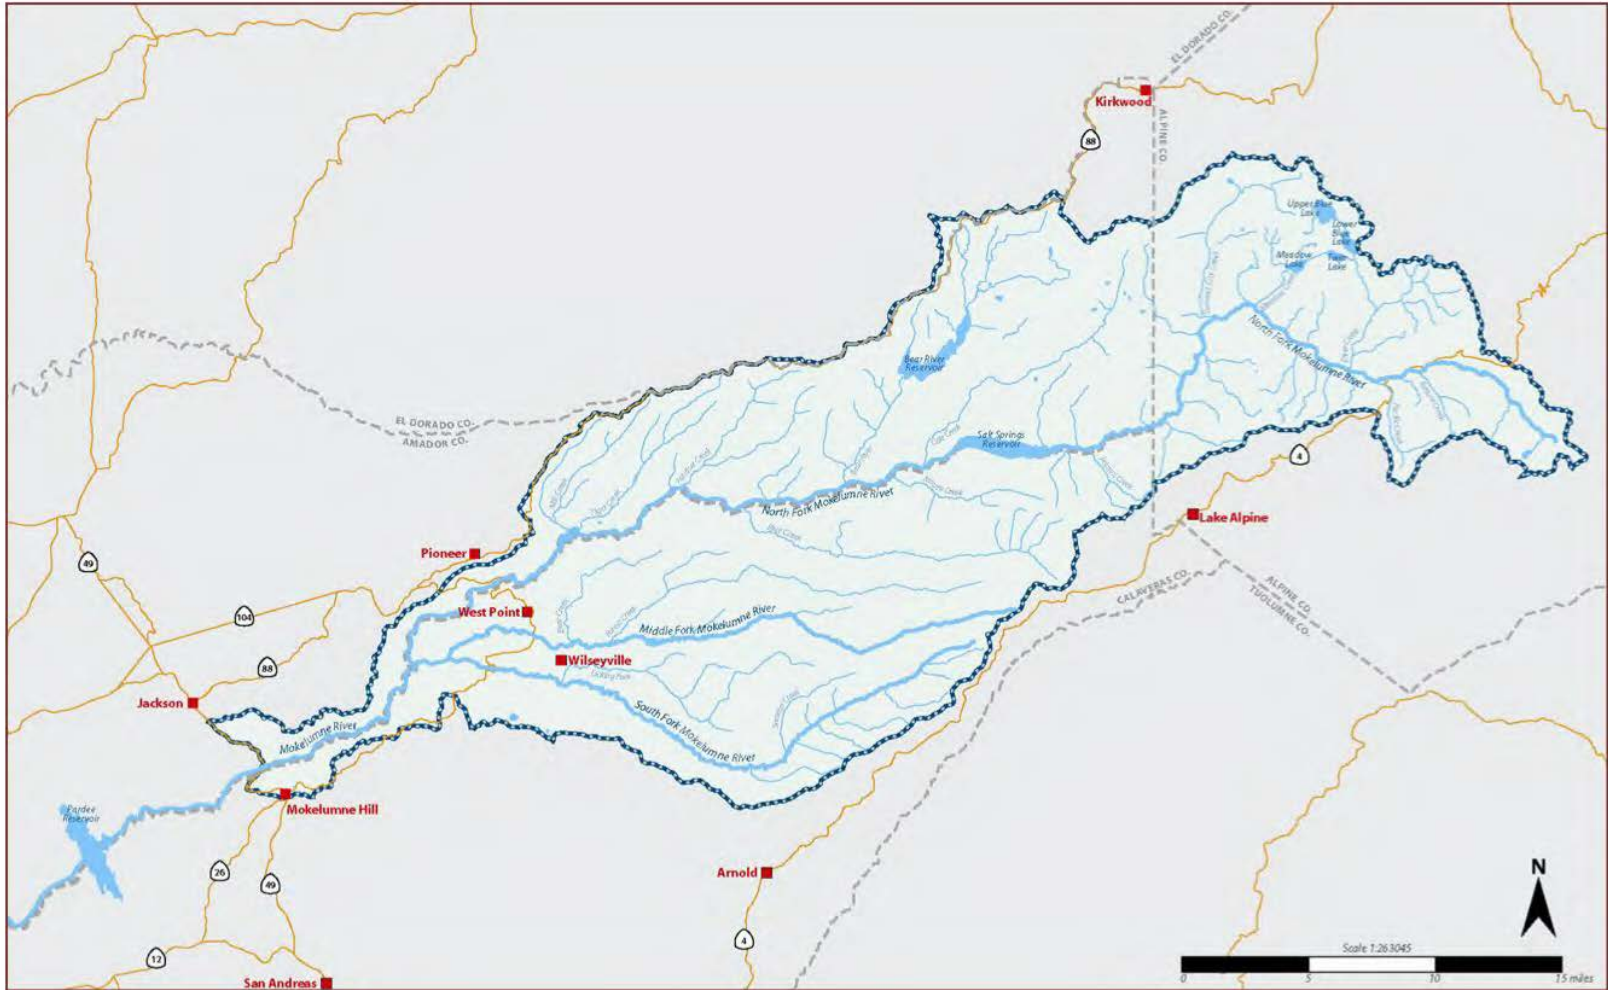 EL DORADO CO.
Kirkwood
ALPINE CO.
88
Upper Blue
Lake
Lower
Blue
Lake
Meadow
Lake
Twin
Lake
North Fork Mokelumne River
Bear River
Reservoir
EL DORADO CO.
AMADOR CO.
Salt Springs
Reservoir
4
North Fork Mokelumne River
Lake Alpine
49
Pioneer
CALAVERAS CO.
ALPINE CO.
TUOLUMNE CO.
104
West Point
Middle Fork Mokelumne River
88
Wilseyville
Jackson
South Fork Mokelumne River
Mokelumne River
Mokelumne Hill
Pardee
Reservoir
26
49
Arnold
4
12
San Andreas
N
Scale 1:263045
0
5
10
15 miles